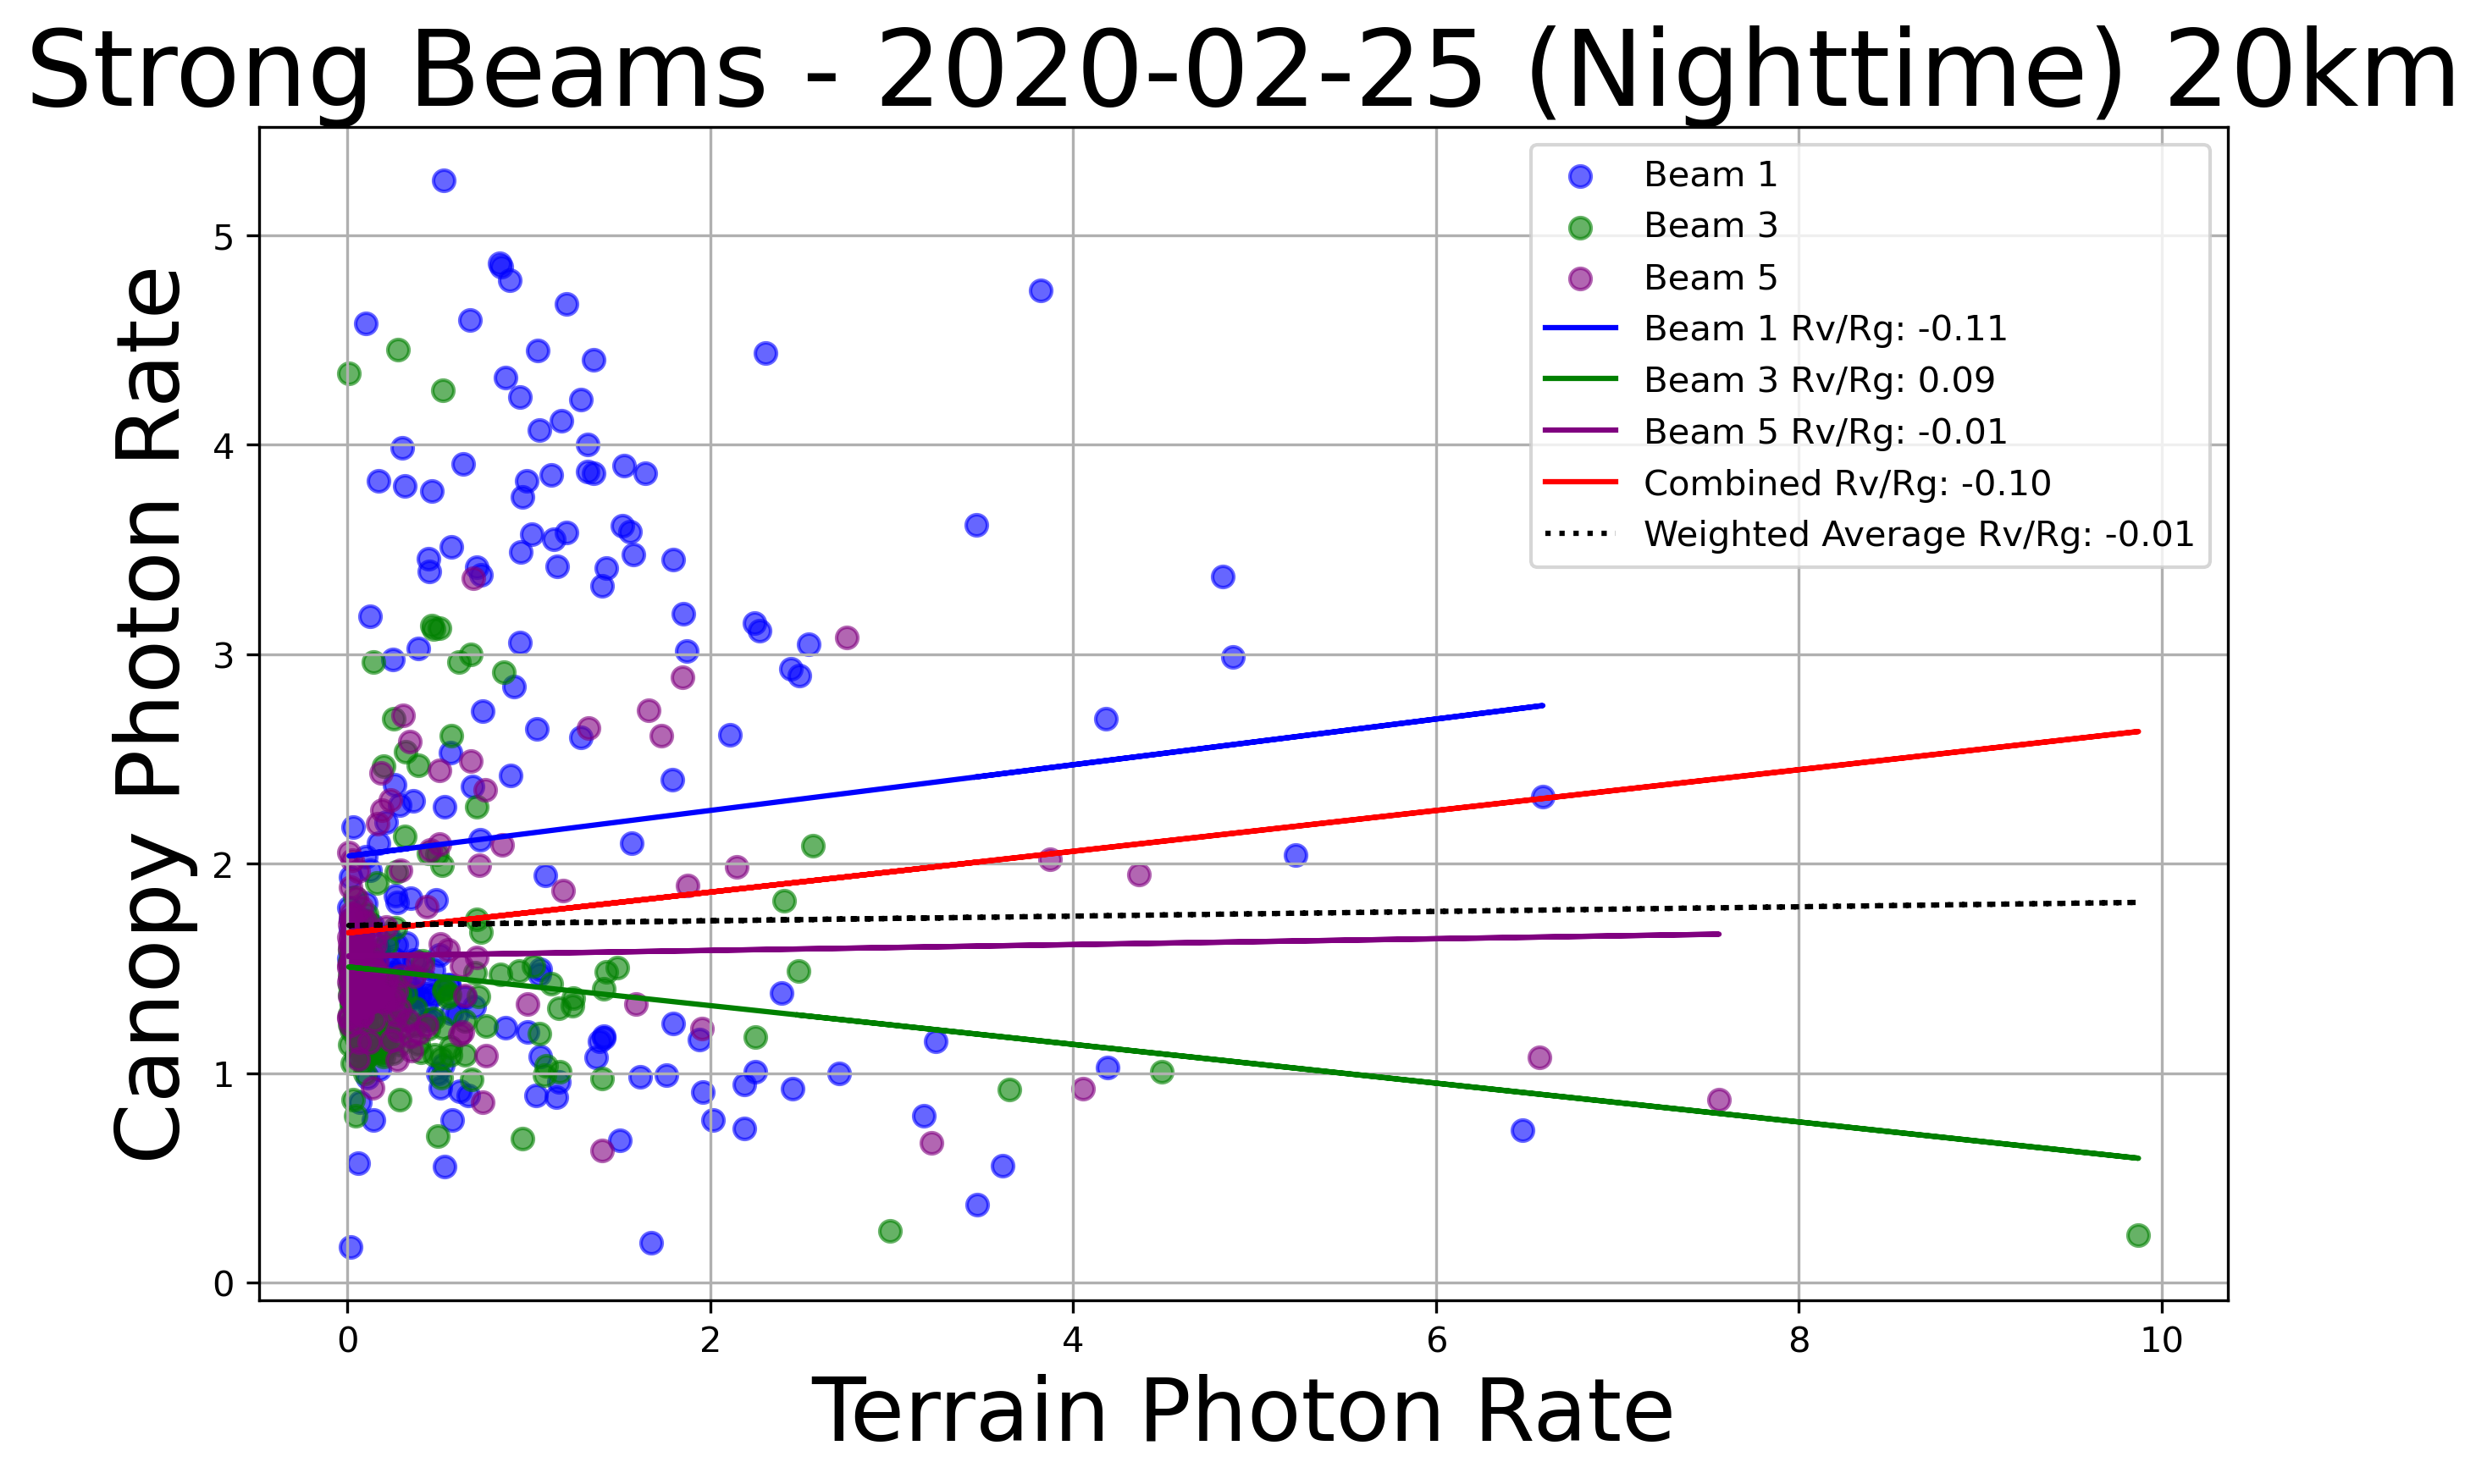 Strong Beams - 2020-02-25 (Nighttime) 20km
Beam 1
Beam 3
Beam 5
Beam 1 Rv/Rg: -0.11
Beam 3 Rv/Rg: 0.09
Beam 5 Rv/Rg: -0.01
Combined Rv/Rg: -0.10
Weighted Average Rv/Rg: -0.01
Canopy Photon Rate
5
4
3
2
1
0
0
2
4
6
8
10
Terrain Photon Rate